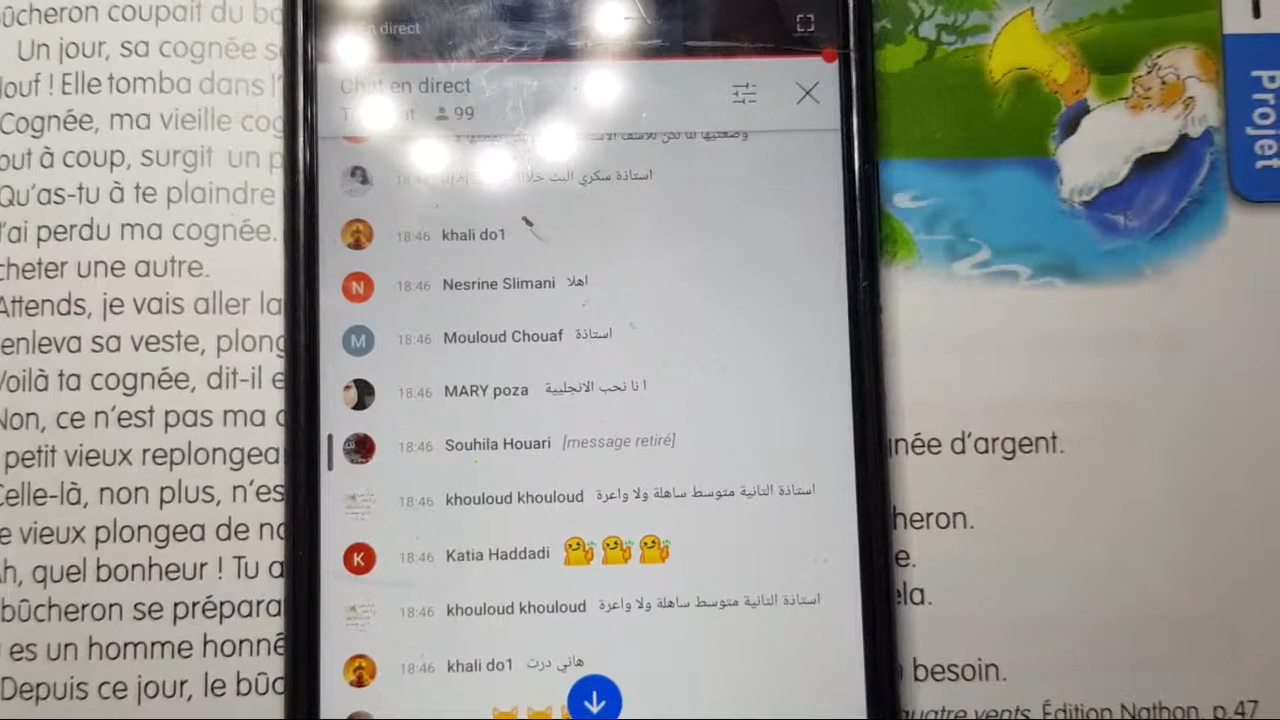 ûcheron coupait du bo
Un jour, sa cognée s
louf ! Elle tomba dans l'
Cognée, ma vieille cog
out à coup, surgit un p
Qu'as-tu à te plaindre
J'ai perdu ma cognée.
cheter une autre.
Attends, je vais aller la
enleva sa veste, plong
Voilà ta cognée, dit-il e
Non, ce n'est pas ma c
petit vieux replongea
Celle-là, non plus, n'es
e vieux plongea de no
h, quel bonheur ! Tu a
bûcheron se prépara
es un homme honnê
Depuis ce jour, le bûc
en direct
Chat en direct
99
استاذة سكري البث
18:46 khali do1
18:46 Nesrine Slimani اهلا
18:46 Mouloud Chouaf استاذة
18:46 MARY poza ا نا نحب الانجليية
18:46 Souhila Houari [message retiré]
18:46 khouloud khouloud استاذة التانية متوسط ساهلة ولا واعرة
18:46 Katia Haddadi
18:46 khouloud khouloud استاذة التانية متوسط ساهلة ولا واعرة
18:46 khali do1 هاني درت
N
M
K
Projet
née d'argent.
heron.
e.
ela.
besoin.
quatre vents, Édition Nathon, p.47